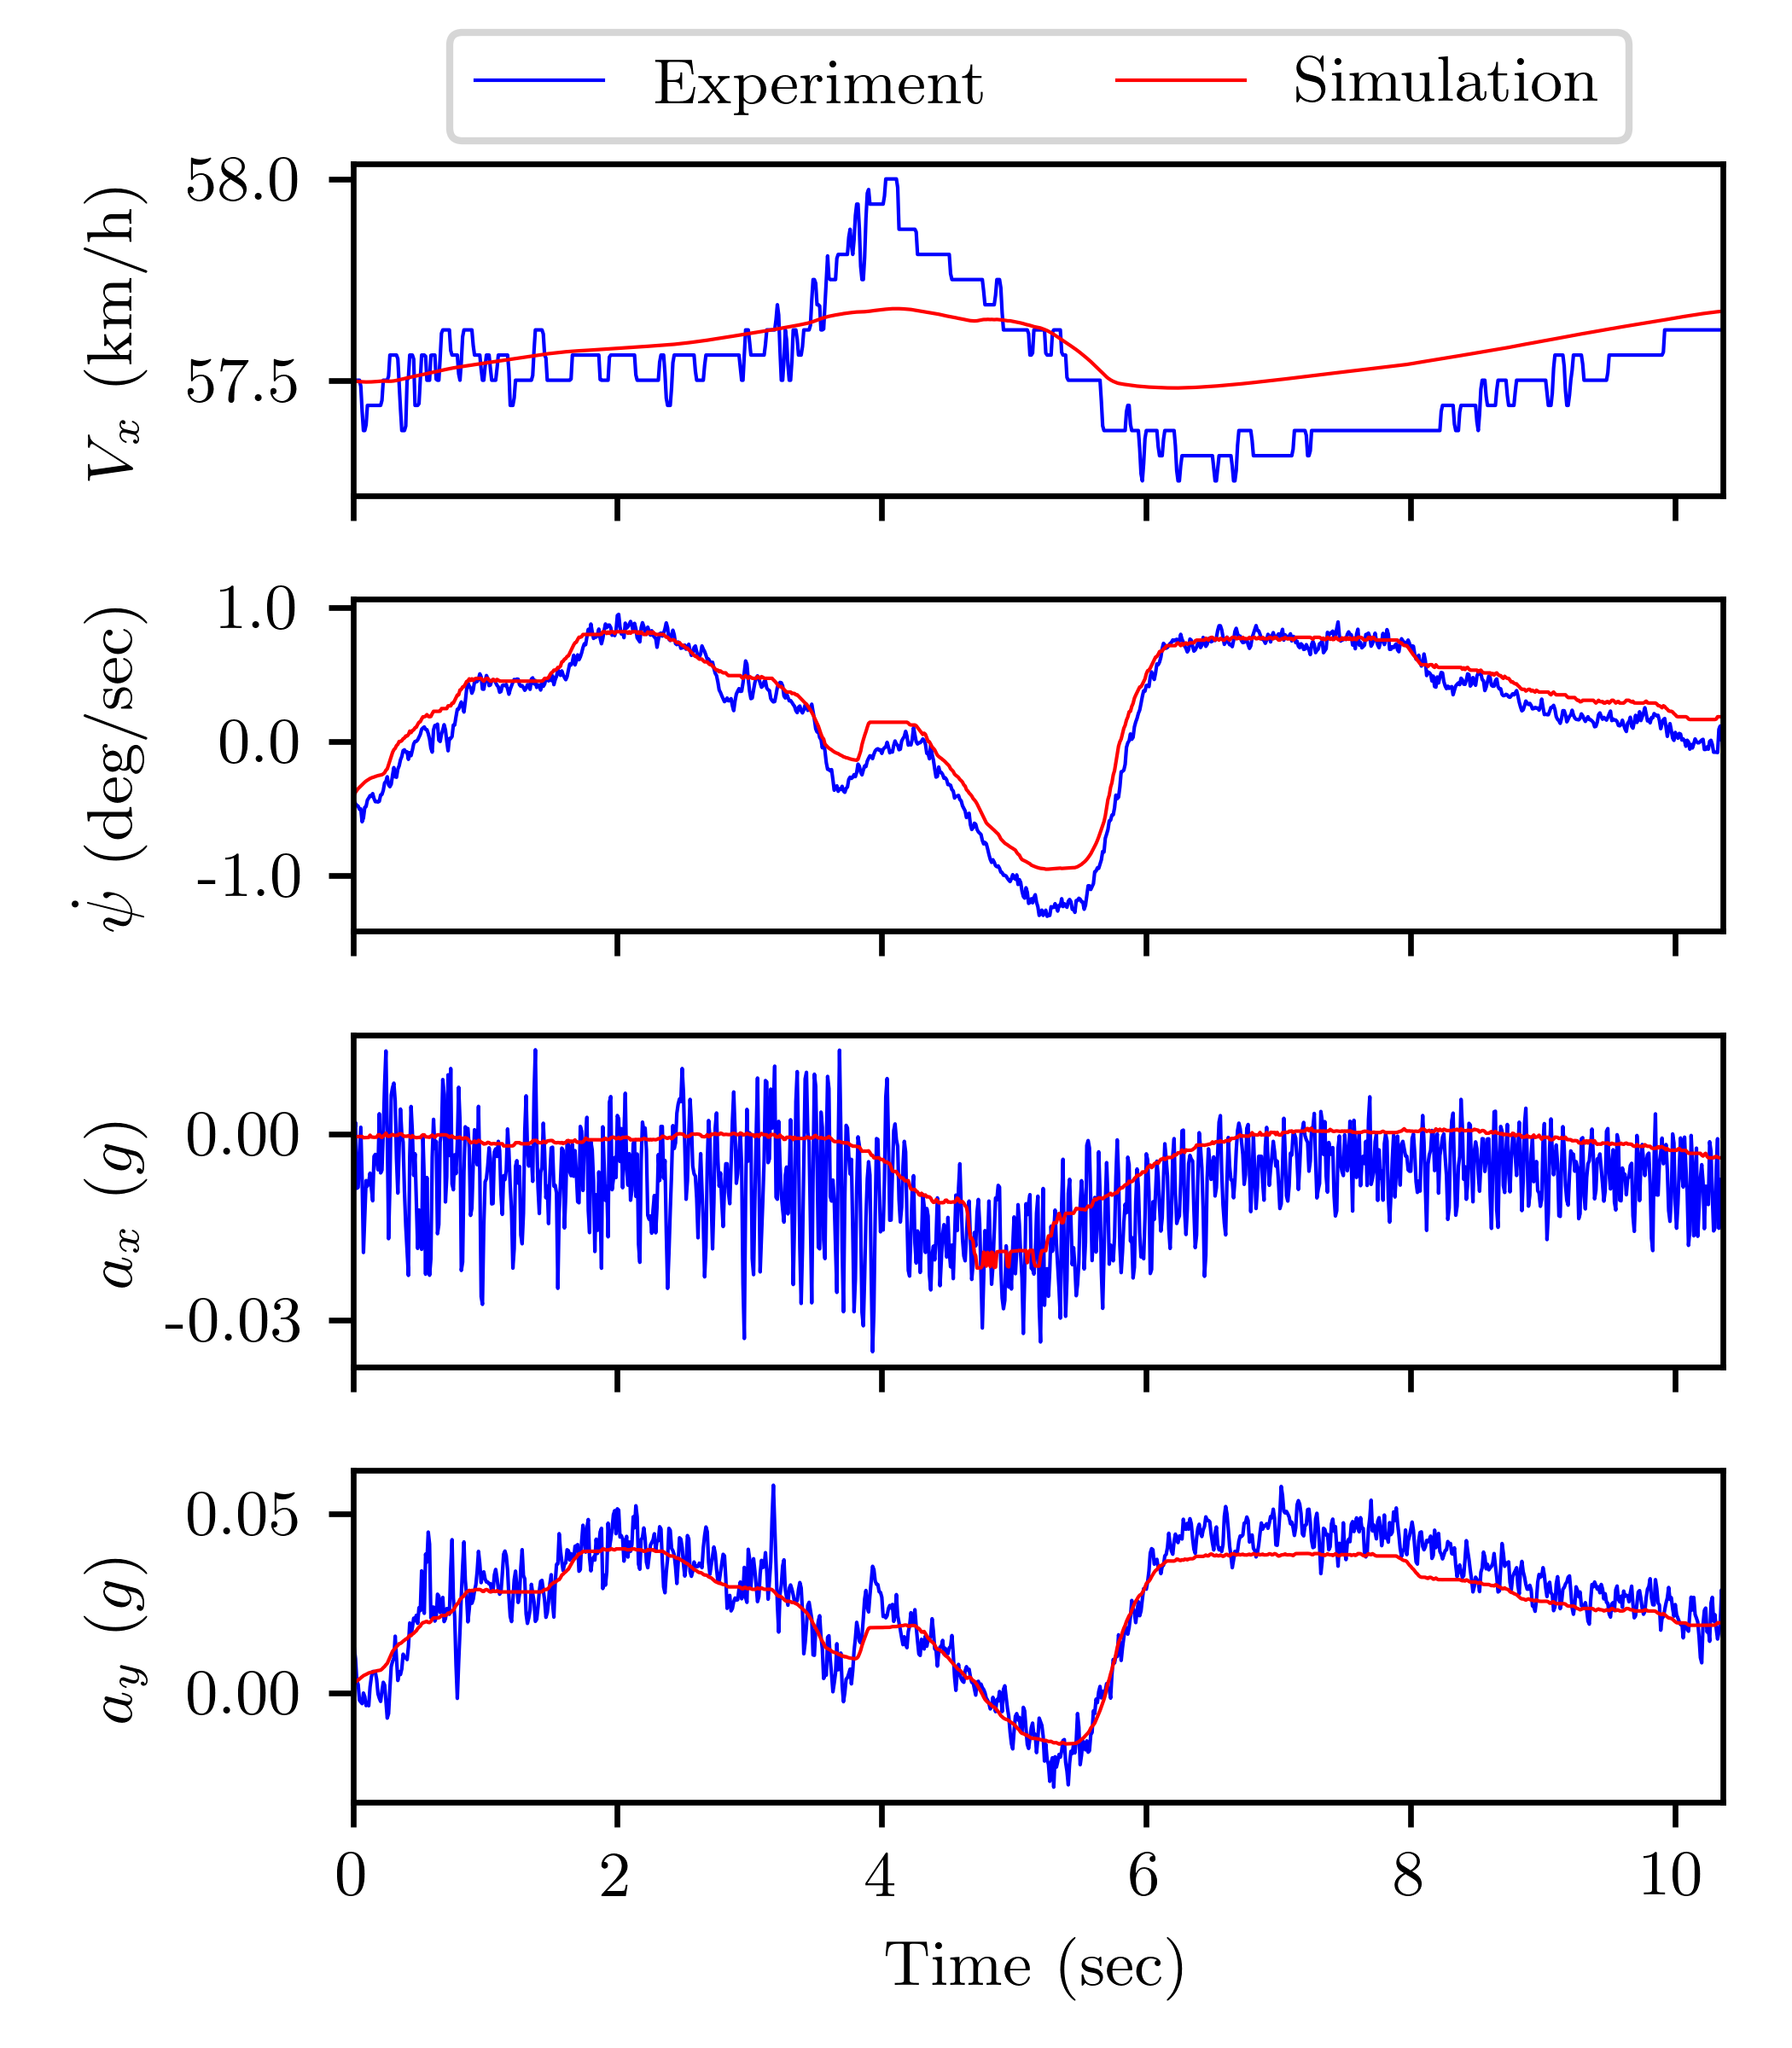 Experiment Simulation
58.0
57.5
V_x (km/h)
1.0
0.0
-1.0
ψ̇ (deg/sec)
0.00
-0.03
a_x (g)
0.05
0.00
a_y (g)
0 2 4 6 8 10
Time (sec)